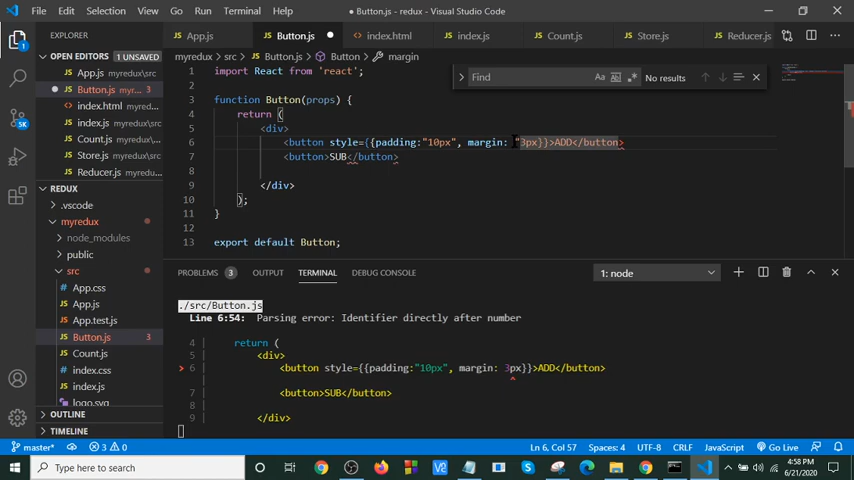 File Edit Selection View Go Run Terminal Help ● Button.js - redux - Visual Studio Code
EXPLORER App.js Button.js ● index.html index.js Count.js Store.js Reducer.js
OPEN EDITORS 1 UNSAVED
myredux > src > Button.js > Button > margin
App.js myredux\src
● Button.js myr... 3
index.html myredux...
index.js myredux\src
Count.js myredux\src
Store.js myredux\src
Reducer.js myredux...
Find Aa ab .* No results
1 import React from 'react';
2
3 function Button(props) {
4 return (
5 <div>
6 <button style={{padding:"10px", margin: "3px}}>ADD</button>
7 <button>SUB</button>
8
9 </div>
10 );
11 }
12
13 export default Button;
REDUX
.vscode
myredux
node_modules
public
src
App.css
App.js
App.test.js
Button.js 3
Count.js
index.css
index.js
logo.svg
OUTLINE
TIMELINE
PROBLEMS 3 OUTPUT TERMINAL DEBUG CONSOLE 1: node
./src/Button.js
Line 6:54: Parsing error: Identifier directly after number
4 | return (
5 | <div>
> 6 | <button style={{padding:"10px", margin: 3px}}>ADD</button>
| ^
7 | <button>SUB</button>
8 |
9 | </div>
master* 3 0 Ln 6, Col 57 Spaces: 4 UTF-8 CRLF JavaScript Go Live
Type here to search
4:58 PM
6/21/2020